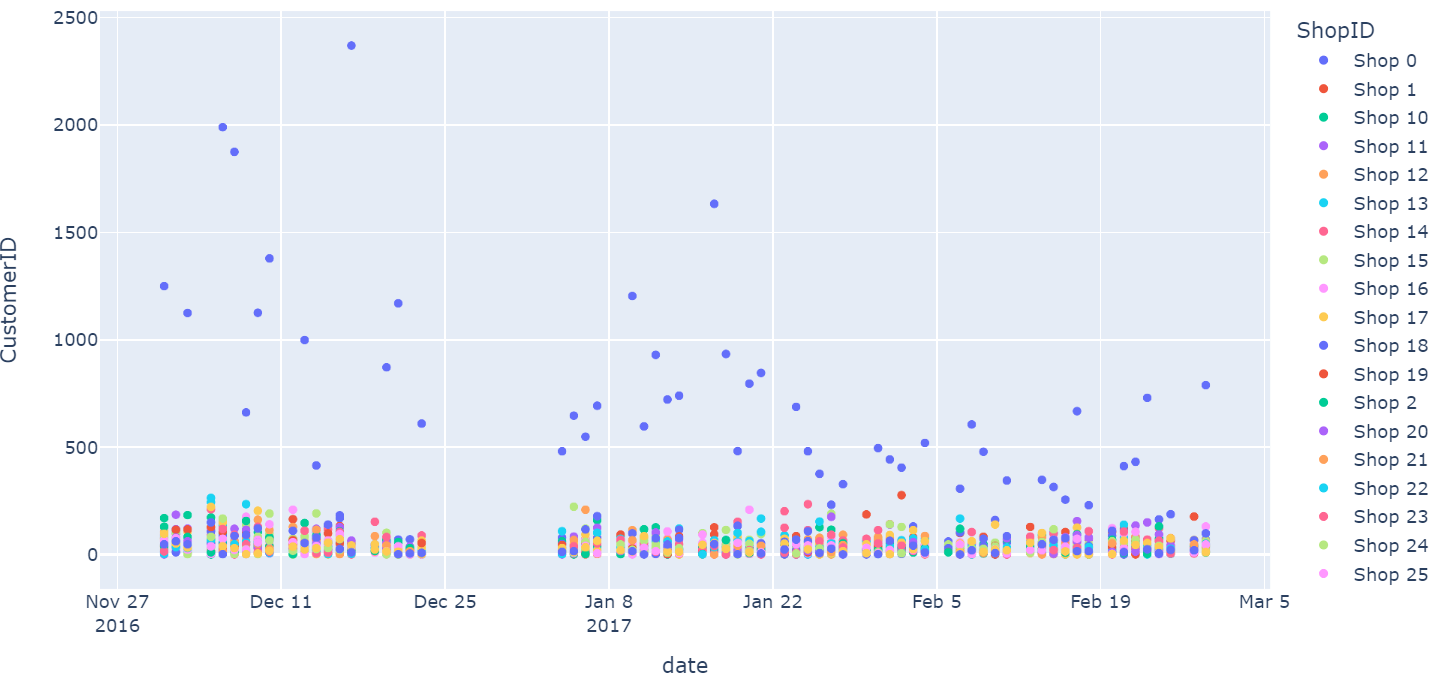 2500
2000
1500
1000
500
0
CustomerID
Nov 27
2016
Dec 11
Dec 25
Jan 8
2017
Jan 22
Feb 5
Feb 19
Mar 5
date
ShopID
Shop 0
Shop 1
Shop 10
Shop 11
Shop 12
Shop 13
Shop 14
Shop 15
Shop 16
Shop 17
Shop 18
Shop 19
Shop 2
Shop 20
Shop 21
Shop 22
Shop 23
Shop 24
Shop 25